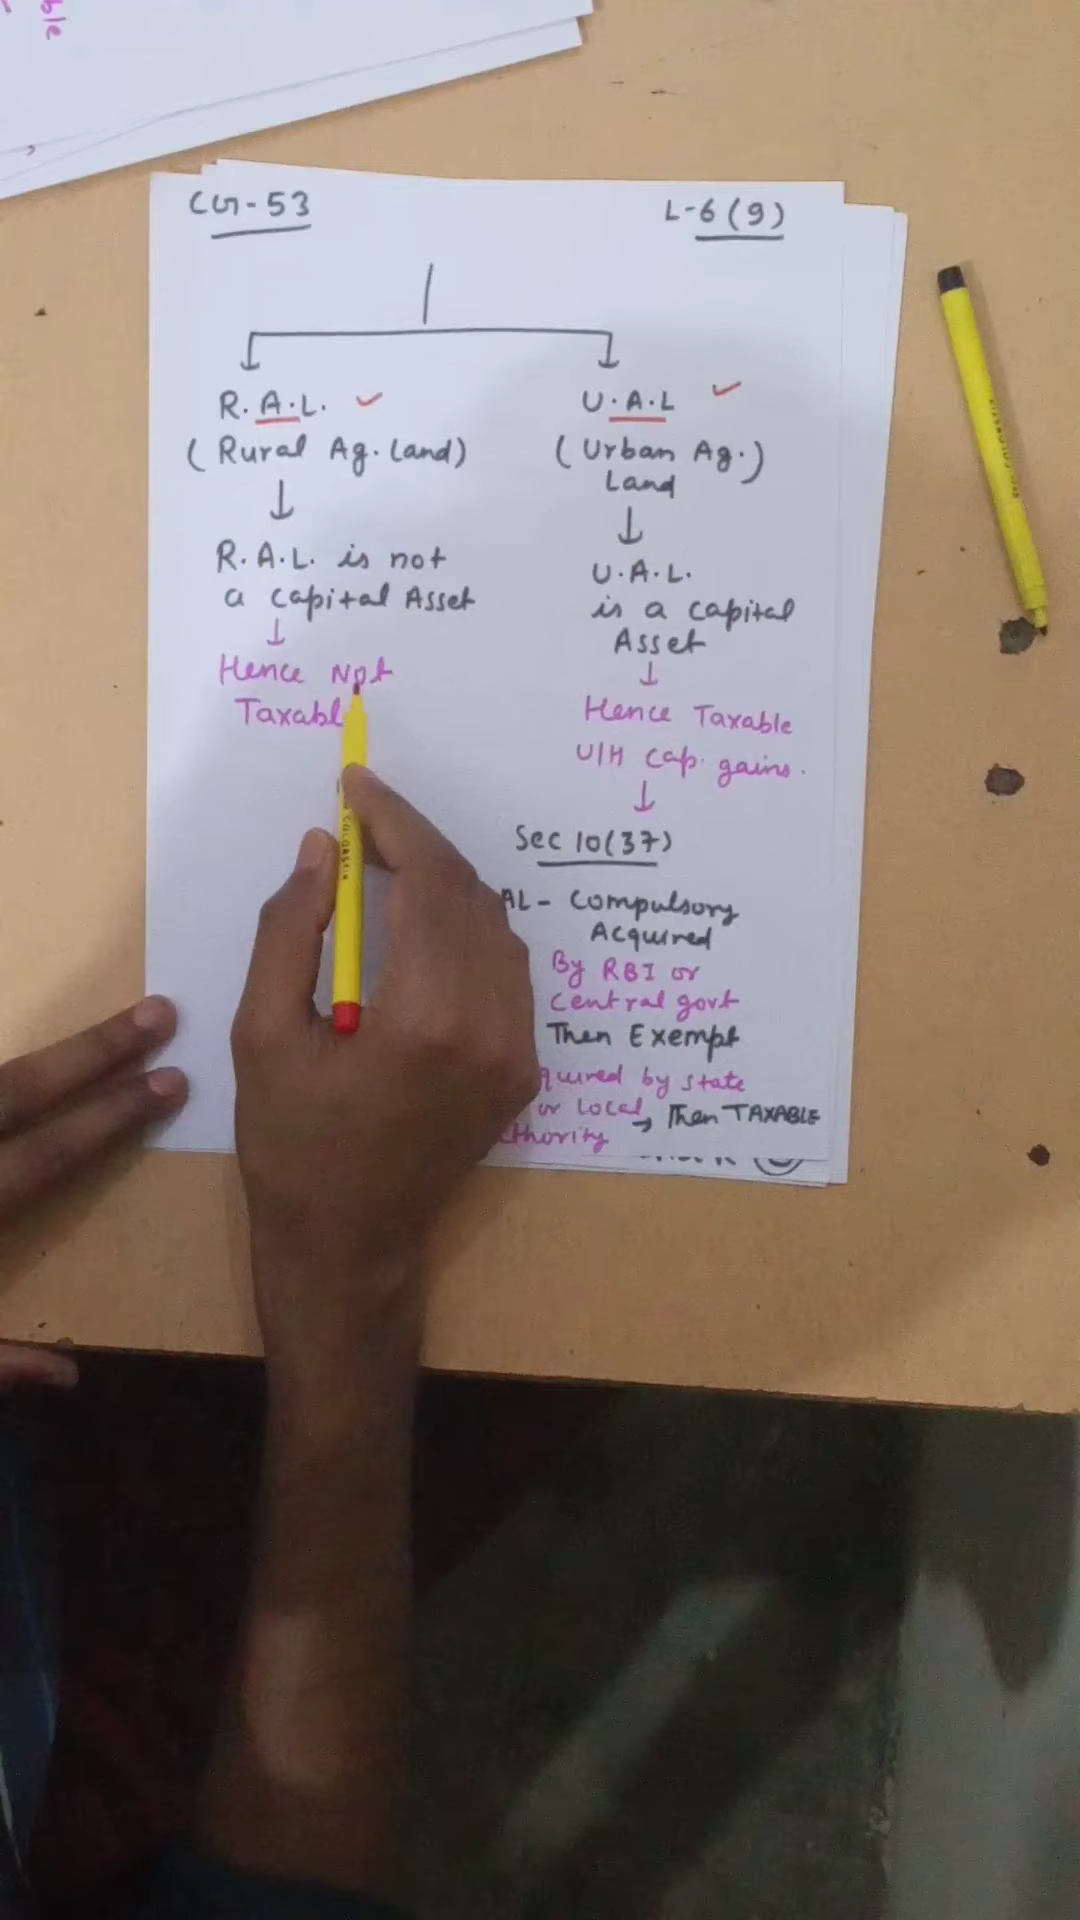 CG-53
L-6(9)
R.A.L.
(Rural Ag. Land)
R.A.L. is not
a capital Asset
Hence Not
Taxabl
U.A.L
(Urban Ag.)
Land
U.A.L.
is a capital
Asset
Hence Taxable
U/H cap. gains.
Sec 10(37)
AL - Compulsory
Acquired
By RBI or
central govt
Then Exempt
quired by state
or Local → Then TAXABLE
thority
ble